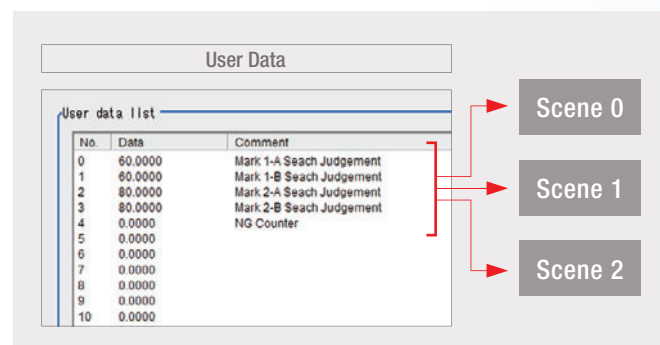 User Data
User data list
No. Data Comment
0 60.0000 Mark 1-A Seach Judgement
1 60.0000 Mark 1-B Seach Judgement
2 80.0000 Mark 2-A Seach Judgement
3 80.0000 Mark 2-B Seach Judgement
4 0.0000 NG Counter
5 0.0000
6 0.0000
7 0.0000
8 0.0000
9 0.0000
10 0.0000
Scene 0
Scene 1
Scene 2